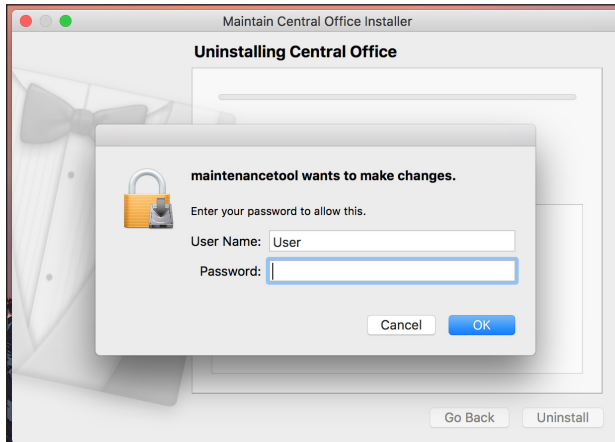 Maintain Central Office Installer
Uninstalling Central Office
maintenancetool wants to make changes.
Enter your password to allow this.
User Name: User
Password:
Cancel OK
Go Back Uninstall